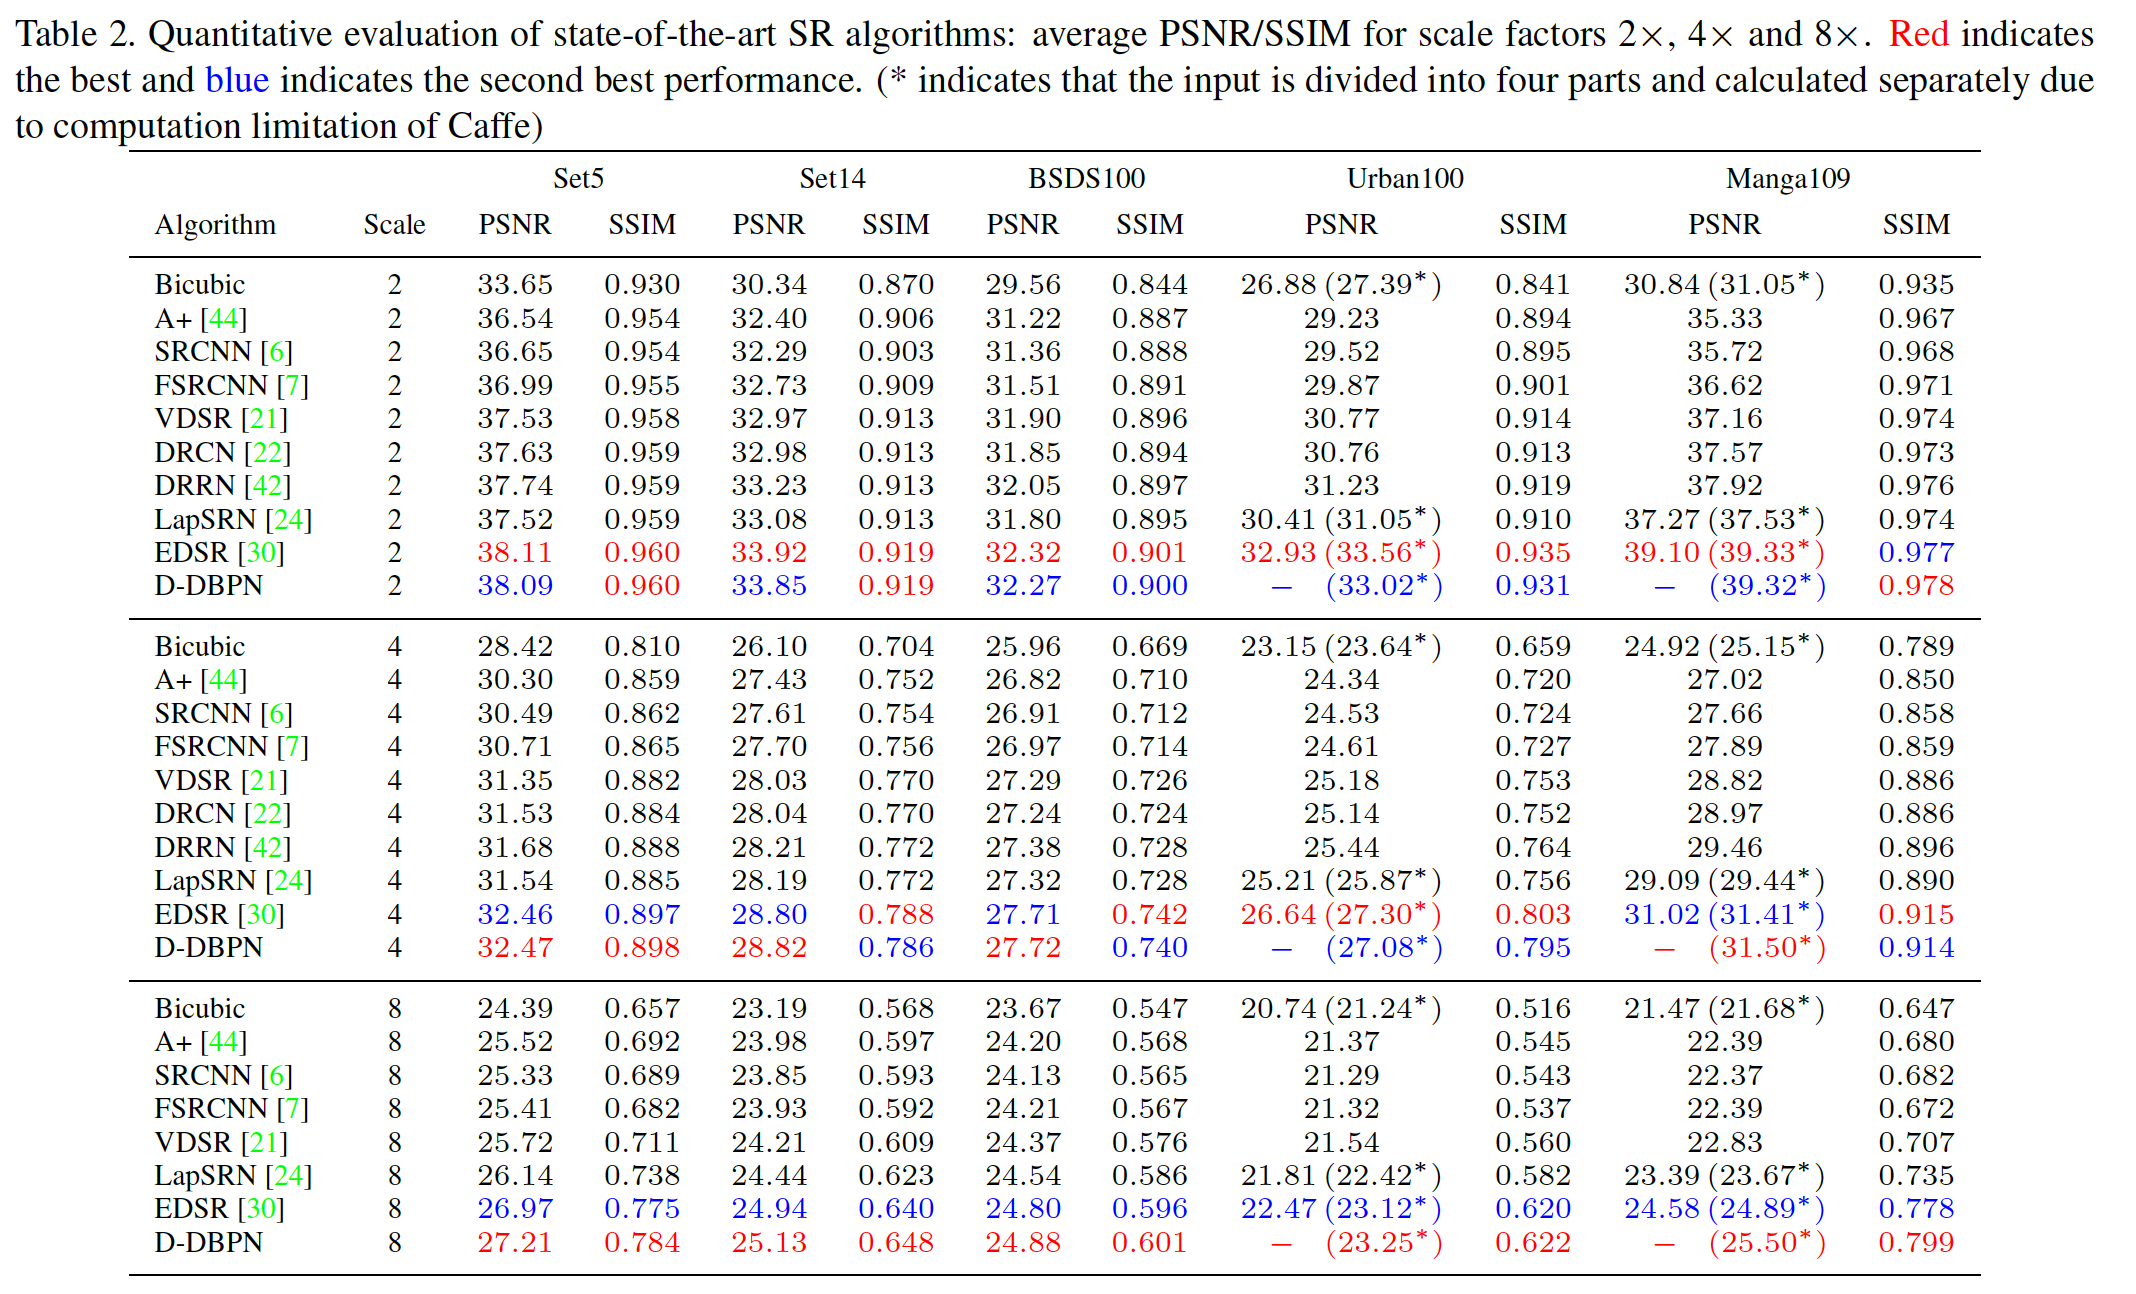 Table 2. Quantitative evaluation of state-of-the-art SR algorithms: average PSNR/SSIM for scale factors 2×, 4× and 8×. Red indicates
the best and blue indicates the second best performance. (* indicates that the input is divided into four parts and calculated separately due
to computation limitation of Caffe)
Set5 Set14 BSDS100 Urban100 Manga109
Algorithm Scale PSNR SSIM PSNR SSIM PSNR SSIM PSNR SSIM PSNR SSIM
Bicubic 2 33.65 0.930 30.34 0.870 29.56 0.844 26.88 (27.39*) 0.841 30.84 (31.05*) 0.935
A+ [44] 2 36.54 0.954 32.40 0.906 31.22 0.887 29.23 0.894 35.33 0.967
SRCNN [6] 2 36.65 0.954 32.29 0.903 31.36 0.888 29.52 0.895 35.72 0.968
FSRCNN [7] 2 36.99 0.955 32.73 0.909 31.51 0.891 29.87 0.901 36.62 0.971
VDSR [21] 2 37.53 0.958 32.97 0.913 31.90 0.896 30.77 0.914 37.16 0.974
DRCN [22] 2 37.63 0.959 32.98 0.913 31.85 0.894 30.76 0.913 37.57 0.973
DRRN [42] 2 37.74 0.959 33.23 0.913 32.05 0.897 31.23 0.919 37.92 0.976
LapSRN [24] 2 37.52 0.959 33.08 0.913 31.80 0.895 30.41 (31.05*) 0.910 37.27 (37.53*) 0.974
EDSR [30] 2 38.11 0.960 33.92 0.919 32.32 0.901 32.93 (33.56*) 0.935 39.10 (39.33*) 0.977
D-DBPN 2 38.09 0.960 33.85 0.919 32.27 0.900 − (33.02*) 0.931 − (39.32*) 0.978
Bicubic 4 28.42 0.810 26.10 0.704 25.96 0.669 23.15 (23.64*) 0.659 24.92 (25.15*) 0.789
A+ [44] 4 30.30 0.859 27.43 0.752 26.82 0.710 24.34 0.720 27.02 0.850
SRCNN [6] 4 30.49 0.862 27.61 0.754 26.91 0.712 24.53 0.724 27.66 0.858
FSRCNN [7] 4 30.71 0.865 27.70 0.756 26.97 0.714 24.61 0.727 27.89 0.859
VDSR [21] 4 31.35 0.882 28.03 0.770 27.29 0.726 25.18 0.753 28.82 0.886
DRCN [22] 4 31.53 0.884 28.04 0.770 27.24 0.724 25.14 0.752 28.97 0.886
DRRN [42] 4 31.68 0.888 28.21 0.772 27.38 0.728 25.44 0.764 29.46 0.896
LapSRN [24] 4 31.54 0.885 28.19 0.772 27.32 0.728 25.21 (25.87*) 0.756 29.09 (29.44*) 0.890
EDSR [30] 4 32.46 0.897 28.80 0.788 27.71 0.742 26.64 (27.30*) 0.803 31.02 (31.41*) 0.915
D-DBPN 4 32.47 0.898 28.82 0.786 27.72 0.740 − (27.08*) 0.795 − (31.50*) 0.914
Bicubic 8 24.39 0.657 23.19 0.568 23.67 0.547 20.74 (21.24*) 0.516 21.47 (21.68*) 0.647
A+ [44] 8 25.52 0.692 23.98 0.597 24.20 0.568 21.37 0.545 22.39 0.680
SRCNN [6] 8 25.33 0.689 23.85 0.593 24.13 0.565 21.29 0.543 22.37 0.682
FSRCNN [7] 8 25.41 0.682 23.93 0.592 24.21 0.567 21.32 0.537 22.39 0.672
VDSR [21] 8 25.72 0.711 24.21 0.609 24.37 0.576 21.54 0.560 22.83 0.707
LapSRN [24] 8 26.14 0.738 24.44 0.623 24.54 0.586 21.81 (22.42*) 0.582 23.39 (23.67*) 0.735
EDSR [30] 8 26.97 0.775 24.94 0.640 24.80 0.596 22.47 (23.12*) 0.620 24.58 (24.89*) 0.778
D-DBPN 8 27.21 0.784 25.13 0.648 24.88 0.601 − (23.25*) 0.622 − (25.50*) 0.799